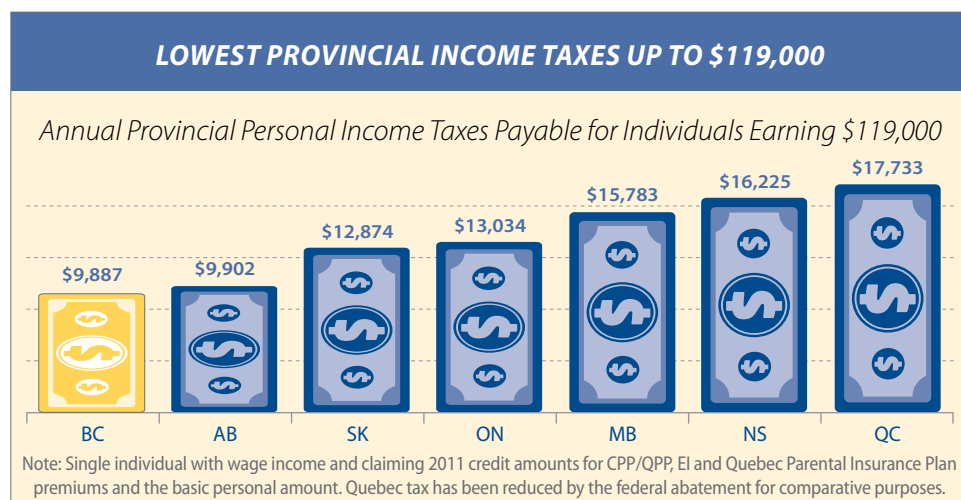 LOWEST PROVINCIAL INCOME TAXES UP TO $119,000
Annual Provincial Personal Income Taxes Payable for Individuals Earning $119,000
$9,887
$9,902
$12,874
$13,034
$15,783
$16,225
$17,733
BC
AB
SK
ON
MB
NS
QC
Note: Single individual with wage income and claiming 2011 credit amounts for CPP/QPP, EI and Quebec Parental Insurance Plan
premiums and the basic personal amount. Quebec tax has been reduced by the federal abatement for comparative purposes.